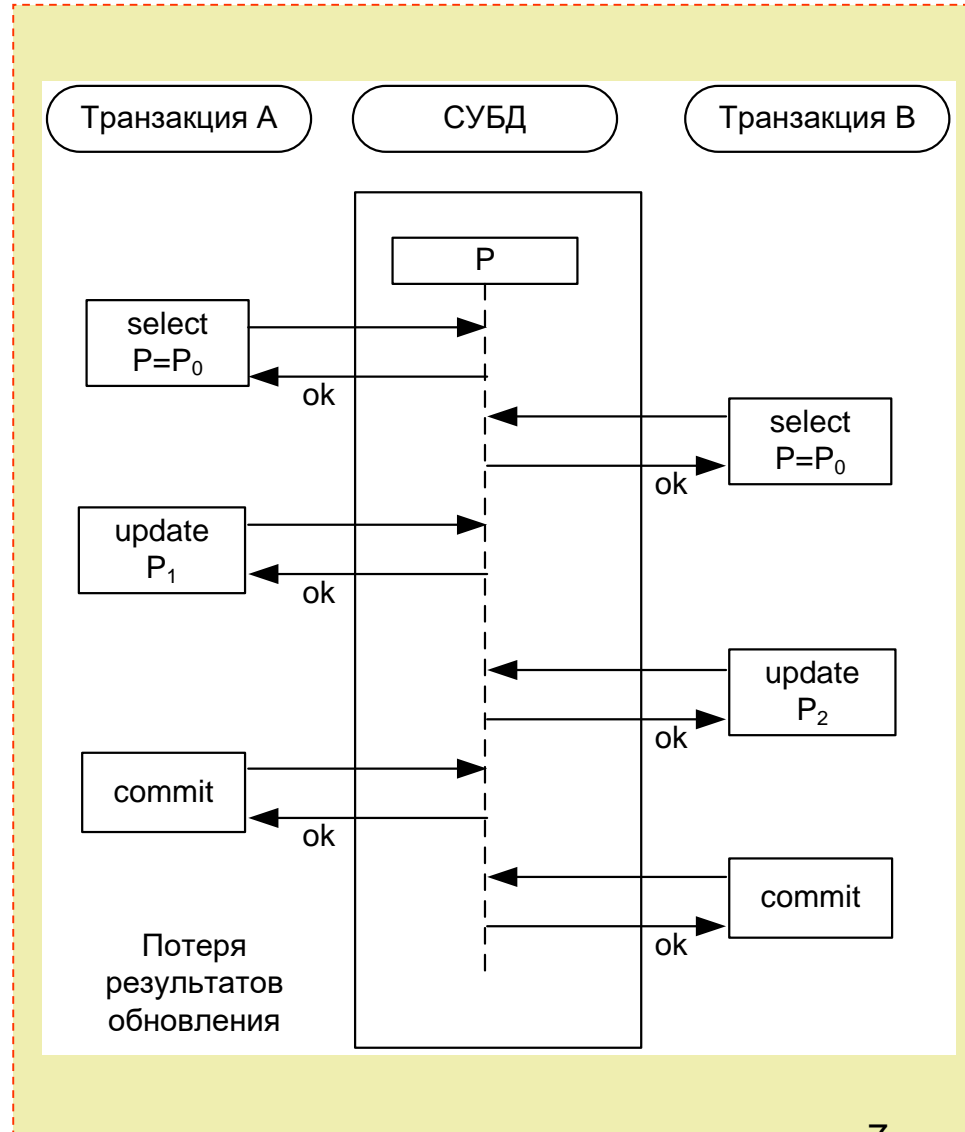 Транзакция A
СУБД
Транзакция B
P
select
P=P₀
ok
select
P=P₀
ok
update
P₁
ok
update
P₂
ok
commit
ok
commit
ok
Потеря
результатов
обновления